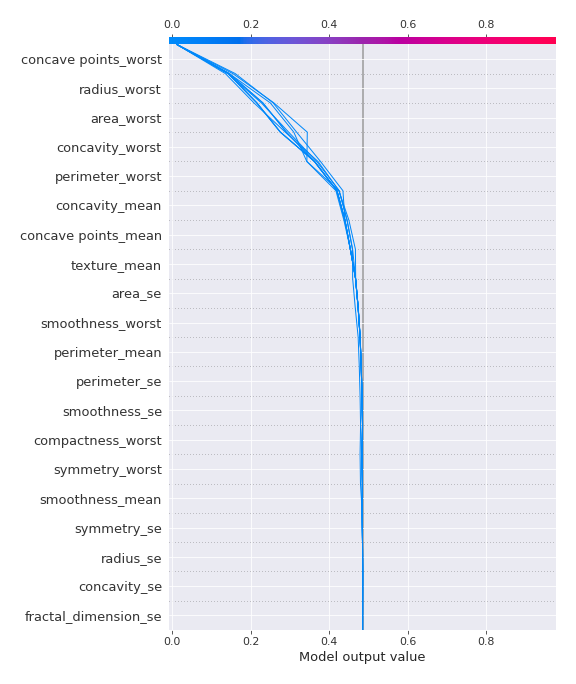 0.0 0.2 0.4 0.6 0.8
concave points_worst
radius_worst
area_worst
concavity_worst
perimeter_worst
concavity_mean
concave points_mean
texture_mean
area_se
smoothness_worst
perimeter_mean
perimeter_se
smoothness_se
compactness_worst
symmetry_worst
smoothness_mean
symmetry_se
radius_se
concavity_se
fractal_dimension_se
0.0 0.2 0.4 0.6 0.8
Model output value